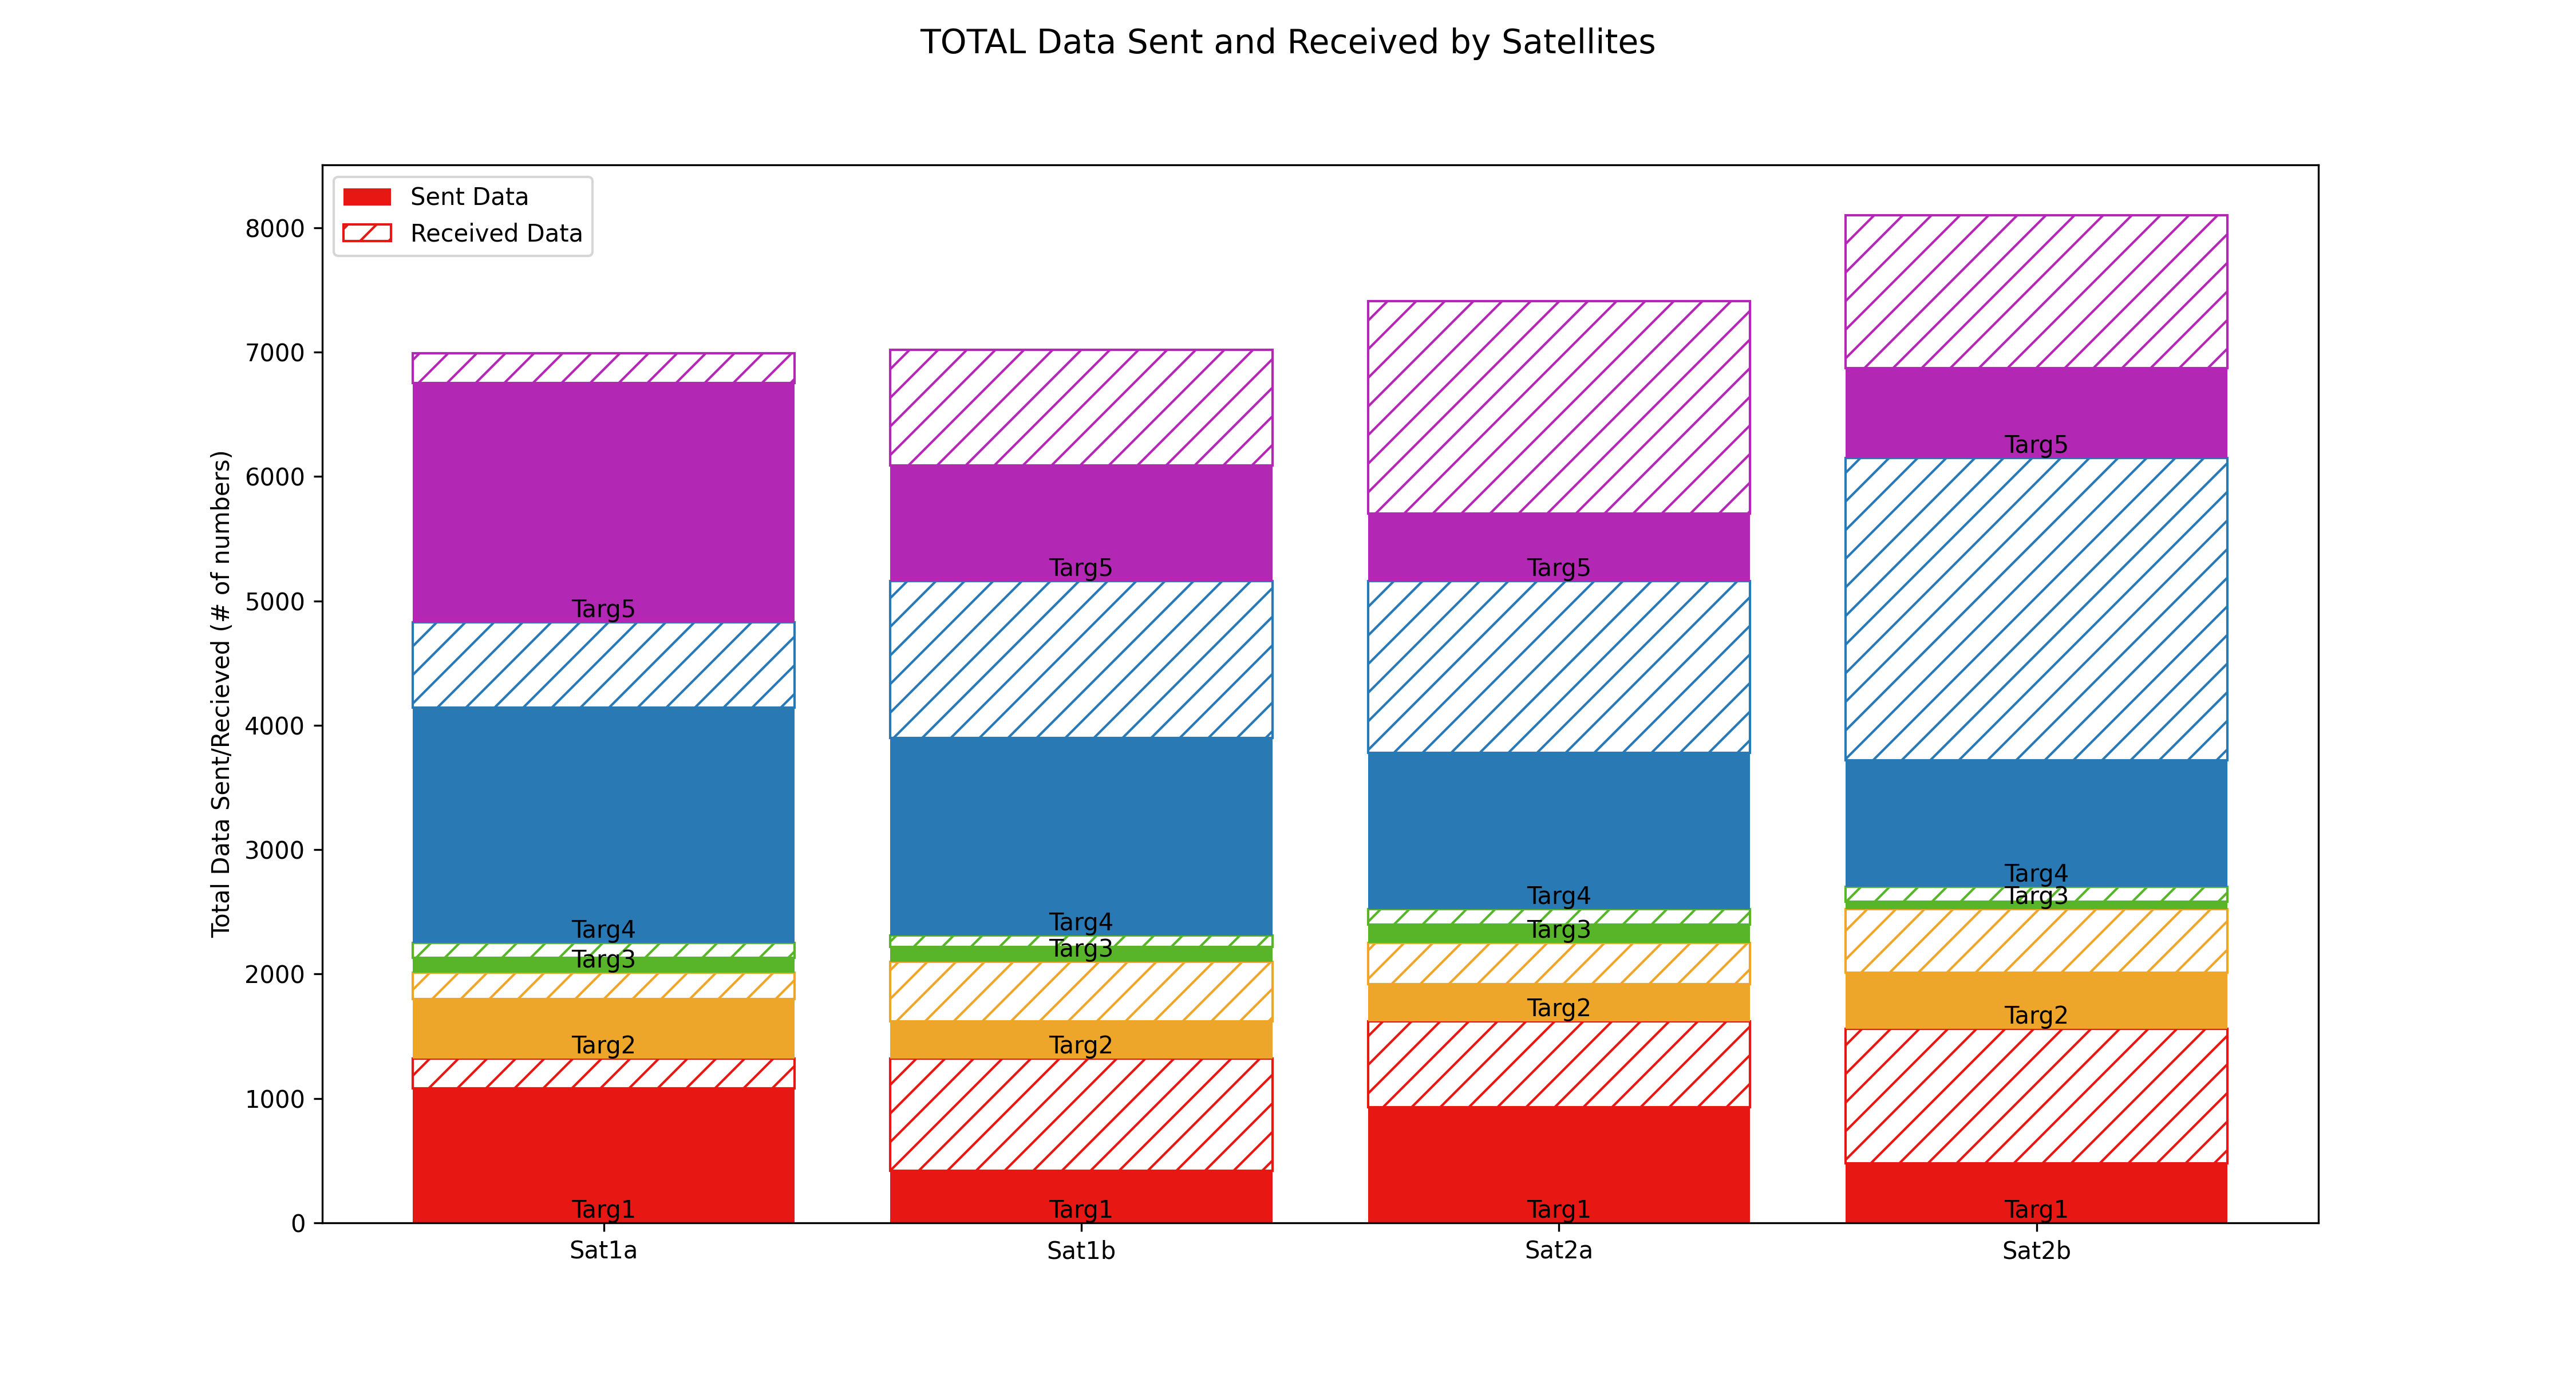 TOTAL Data Sent and Received by Satellites
Sent Data
Received Data
Total Data Sent/Recieved (# of numbers)
8000
7000
6000
5000
4000
3000
2000
1000
0
Targ5
Targ4
Targ3
Targ2
Targ1
Targ5
Targ4
Targ3
Targ2
Targ1
Targ5
Targ4
Targ3
Targ2
Targ1
Targ5
Targ4
Targ3
Targ2
Targ1
Sat1a
Sat1b
Sat2a
Sat2b